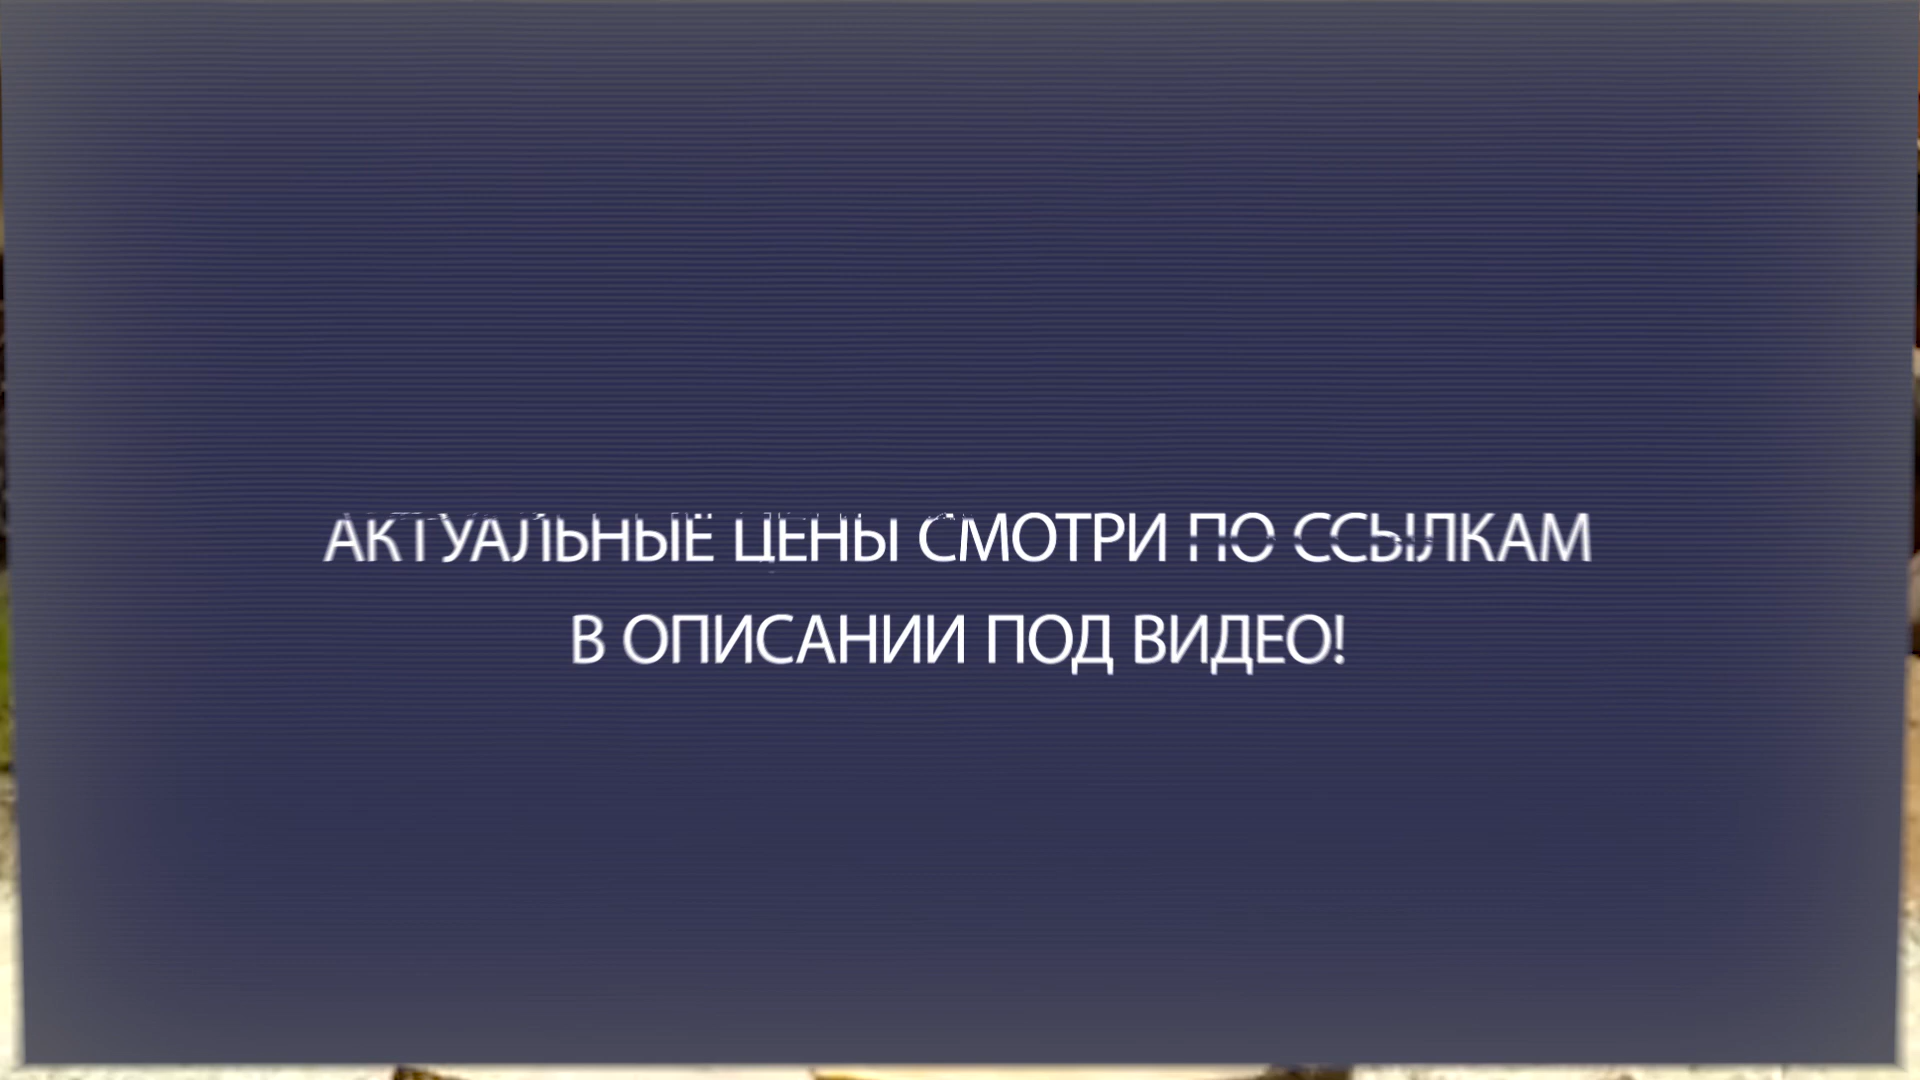 АКТУАЛЬНЫЕ ЦЕНЫ СМОТРИ ПО ССЫЛКАМ
В ОПИСАНИИ ПОД ВИДЕО!